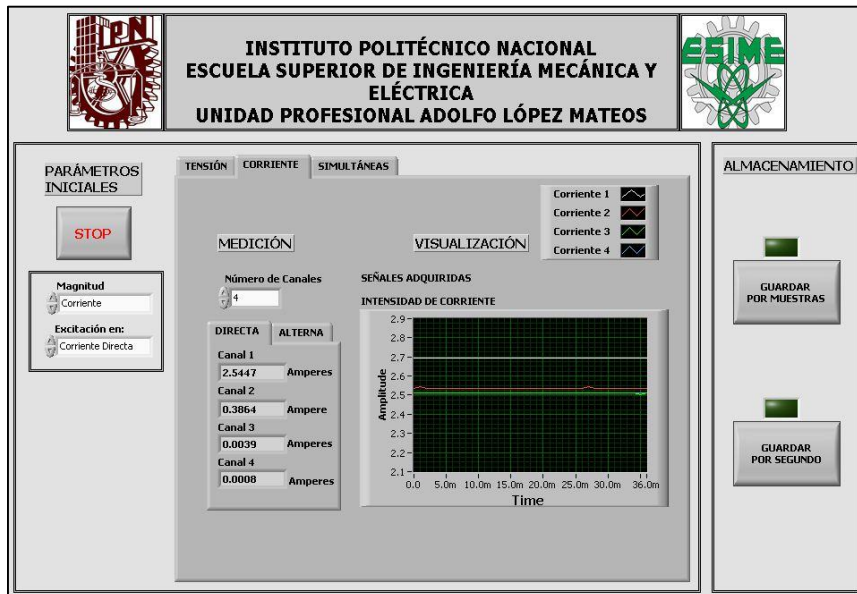 IPN
INSTITUTO POLITÉCNICO NACIONAL
ESCUELA SUPERIOR DE INGENIERÍA MECÁNICA Y
ELÉCTRICA
UNIDAD PROFESIONAL ADOLFO LÓPEZ MATEOS
ESIME
PARÁMETROS
INICIALES
STOP
Magnitud
Corriente
Excitación en:
Corriente Directa
TENSIÓN
CORRIENTE
SIMULTÁNEAS
MEDICIÓN
Número de Canales
4
DIRECTA
ALTERNA
Canal 1
2.5447 Amperes
Canal 2
0.3864 Ampere
Canal 3
0.0039 Amperes
Canal 4
0.0008 Amperes
VISUALIZACIÓN
Corriente 1
Corriente 2
Corriente 3
Corriente 4
SEÑALES ADQUIRIDAS
INTENSIDAD DE CORRIENTE
Amplitude
2.9
2.8
2.7
2.6
2.5
2.4
2.3
2.2
2.1
0.0 5.0m 10.0m 15.0m 20.0m 25.0m 30.0m 36.0m
Time
ALMACENAMIENTO
GUARDAR
POR MUESTRAS
GUARDAR
POR SEGUNDO